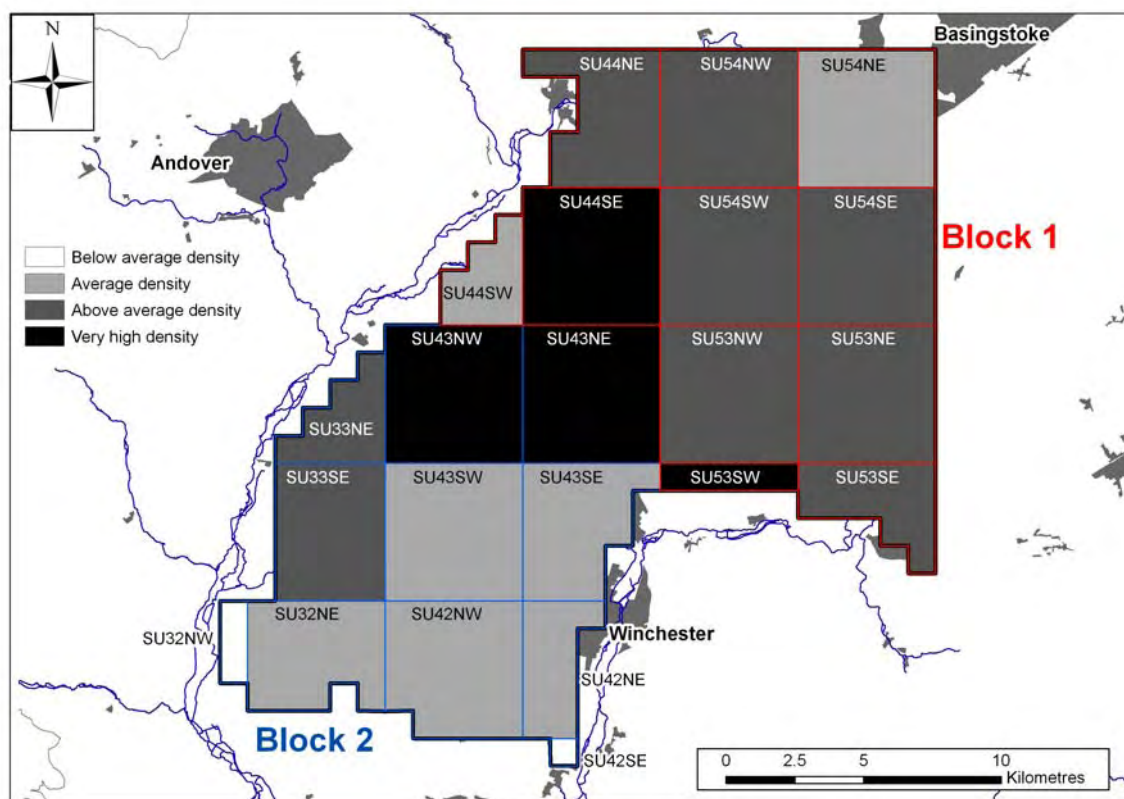 N
Basingstoke
SU44NE
SU54NW
SU54NE
Andover
SU44SE
SU54SW
SU54SE
Block 1
Below average density
Average density
Above average density
Very high density
SU44SW
SU43NW
SU43NE
SU53NW
SU53NE
SU33NE
SU33SE
SU43SW
SU43SE
SU53SW
SU53SE
SU32NW
SU32NE
SU42NW
Winchester
SU42NE
Block 2
SU42SE
0 2.5 5 10
Kilometres